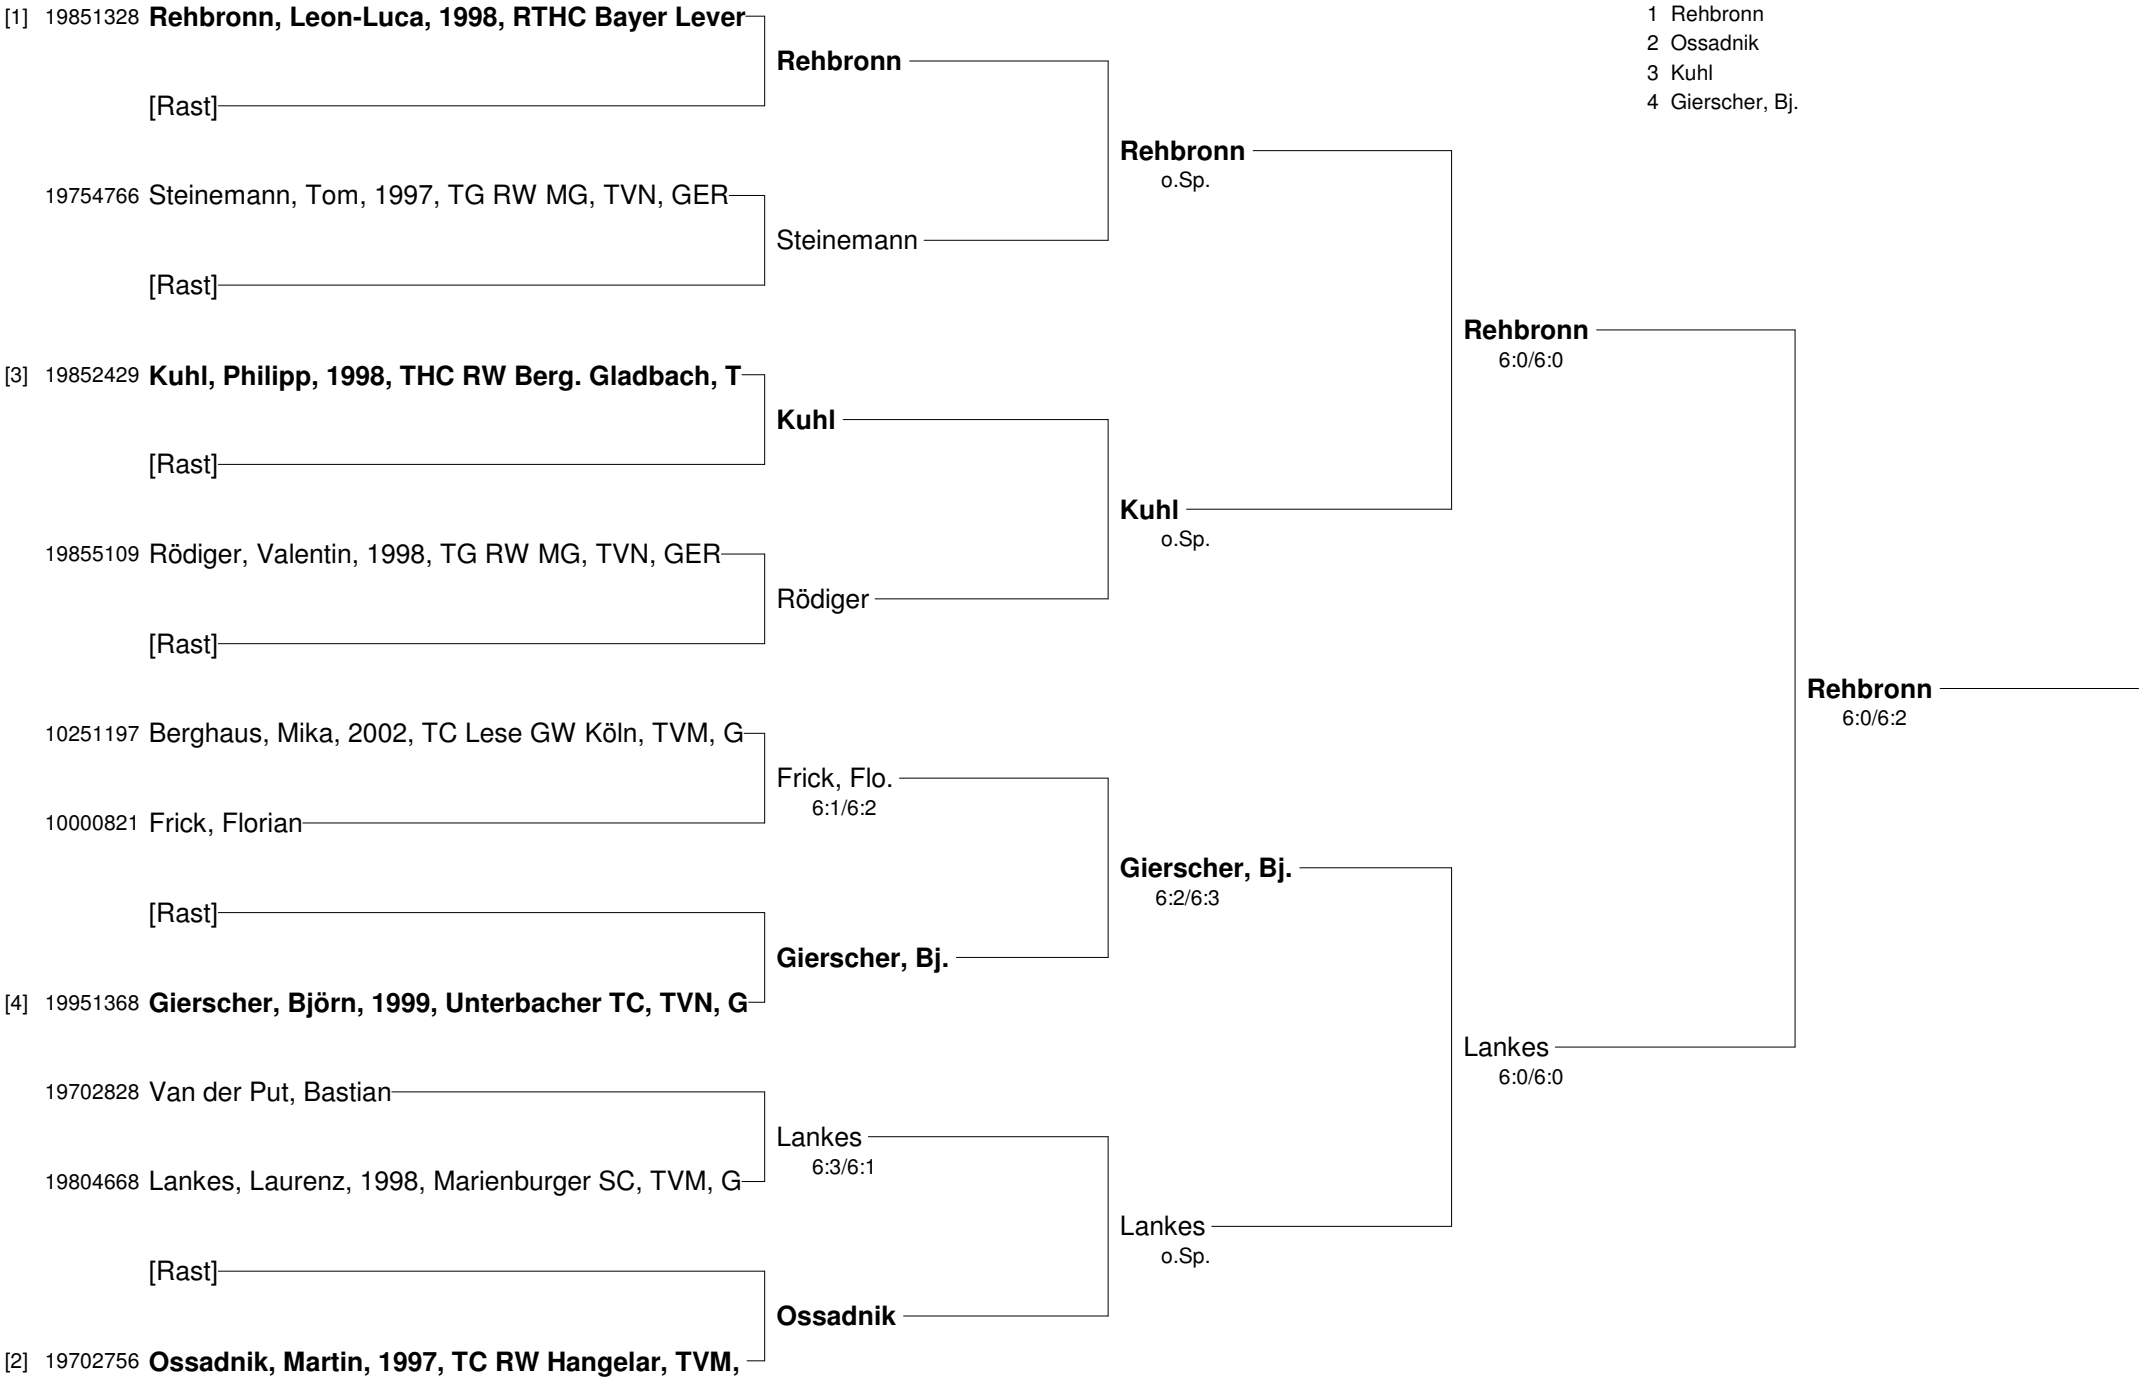 [1] 19851328 Rehbronn, Leon-Luca, 1998, RTHC Bayer Lever
[Rast]
19754766 Steinemann, Tom, 1997, TG RW MG, TVN, GER
[Rast]
[3] 19852429 Kuhl, Philipp, 1998, THC RW Berg. Gladbach, T
[Rast]
19855109 Rödiger, Valentin, 1998, TG RW MG, TVN, GER
[Rast]
10251197 Berghaus, Mika, 2002, TC Lese GW Köln, TVM, G
10000821 Frick, Florian
[Rast]
[4] 19951368 Gierscher, Björn, 1999, Unterbacher TC, TVN, G
19702828 Van der Put, Bastian
19804668 Lankes, Laurenz, 1998, Marienburger SC, TVM, G
[Rast]
[2] 19702756 Ossadnik, Martin, 1997, TC RW Hangelar, TVM,
Rehbronn
Steinemann
Kuhl
Rödiger
Frick, Flo.
6:1/6:2
Gierscher, Bj.
Lankes
6:3/6:1
Ossadnik
Rehbronn
o.Sp.
Kuhl
o.Sp.
Gierscher, Bj.
6:2/6:3
Lankes
o.Sp.
Rehbronn
6:0/6:0
Lankes
6:0/6:0
Rehbronn
6:0/6:2
1 Rehbronn
2 Ossadnik
3 Kuhl
4 Gierscher, Bj.